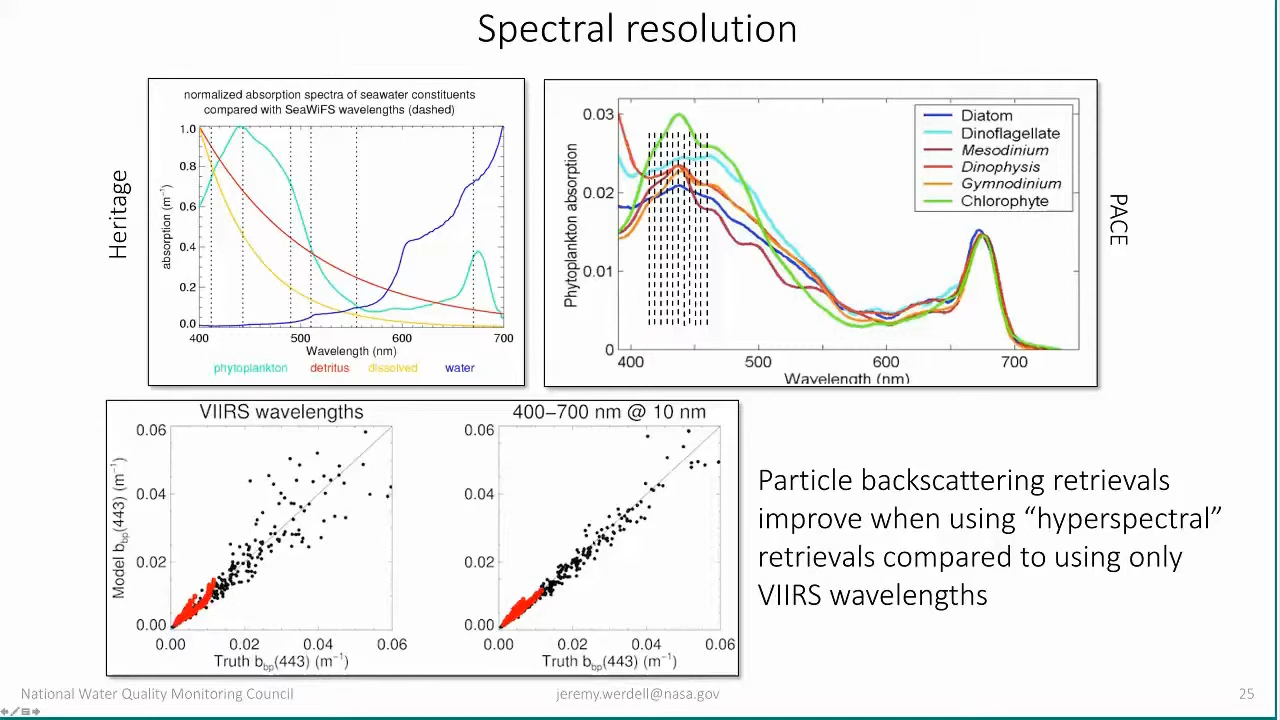 Spectral resolution
Heritage
normalized absorption spectra of seawater constituents
compared with SeaWiFS wavelengths (dashed)
absorption (m⁻¹)
1.0
0.8
0.6
0.4
0.2
0.0
400 500 600 700
Wavelength (nm)
phytoplankton detritus dissolved water
Phytoplankton absorption
0.03
0.02
0.01
0
400 500 600 700
Wavelength (nm)
Diatom
Dinoflagellate
Mesodinium
Dinophysis
Gymnodinium
Chlorophyte
PACE
VIIRS wavelengths
Model b_bp(443) (m⁻¹)
0.06
0.04
0.02
0.00
0.00 0.02 0.04 0.06
Truth b_bp(443) (m⁻¹)
400–700 nm @ 10 nm
0.06
0.04
0.02
0.00
0.00 0.02 0.04 0.06
Truth b_bp(443) (m⁻¹)
Particle backscattering retrievals
improve when using “hyperspectral”
retrievals compared to using only
VIIRS wavelengths
National Water Quality Monitoring Council
jeremy.werdell@nasa.gov
25